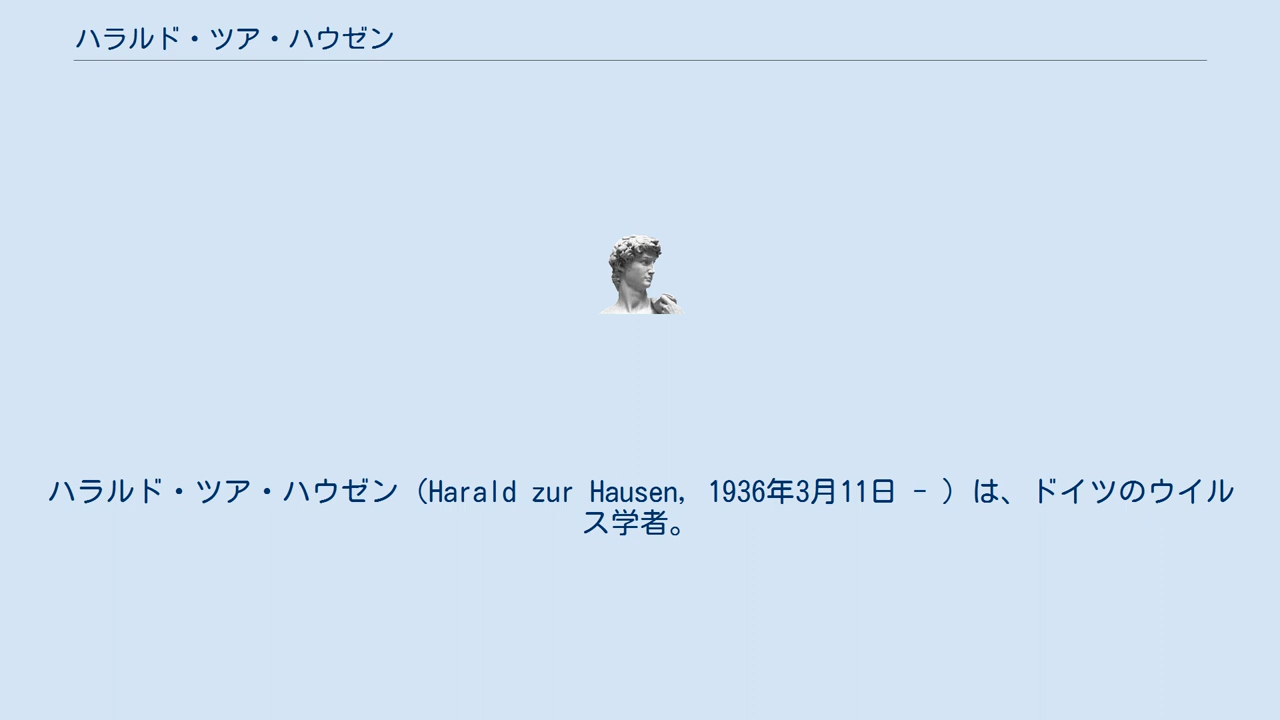 ハラルド・ツア・ハウゼン
ハラルド・ツア・ハウゼン（Harald zur Hausen, 1936年3月11日 - ）は、ドイツのウイル
ス学者。